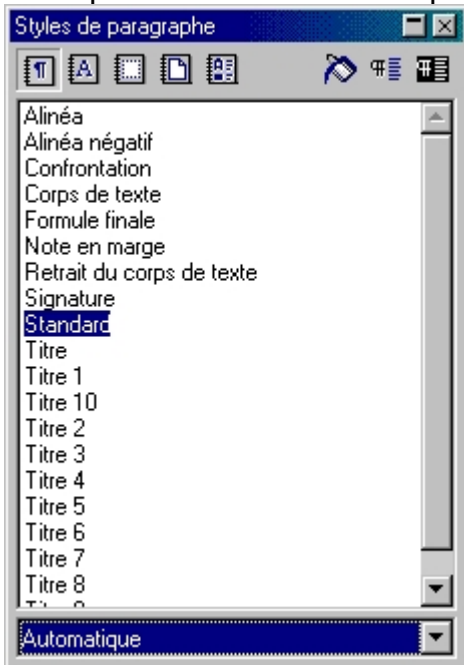 Styles de paragraphe
Alinéa
Alinéa négatif
Confrontation
Corps de texte
Formule finale
Note en marge
Retrait du corps de texte
Signature
Standard
Titre
Titre 1
Titre 10
Titre 2
Titre 3
Titre 4
Titre 5
Titre 6
Titre 7
Titre 8
Automatique